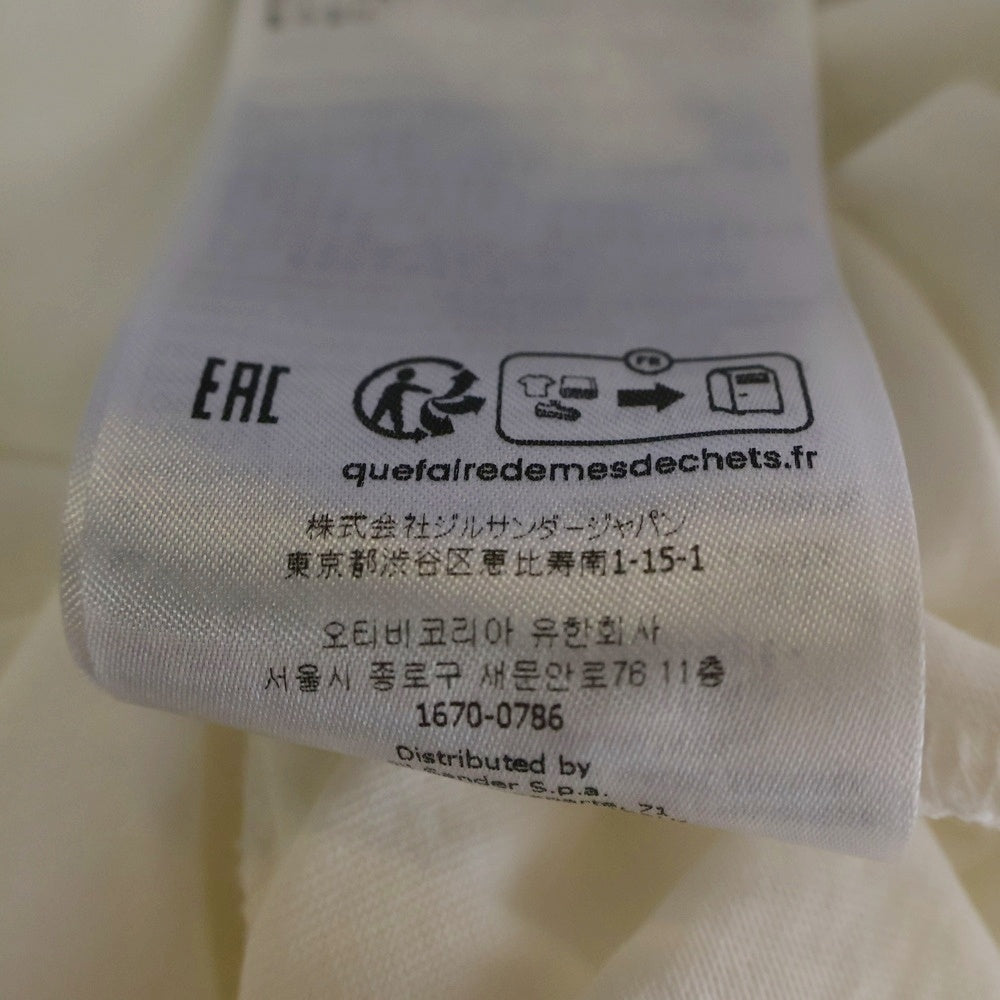 EAC
FR
quefairedemesdechets.fr
株式会社ジルサンダージャパン
東京都渋谷区恵比寿南1-15-1
오티비코리아 유한회사
서울시 종로구 새문안로76 11층
1670-0786
Distributed by
Sander S.p.a.